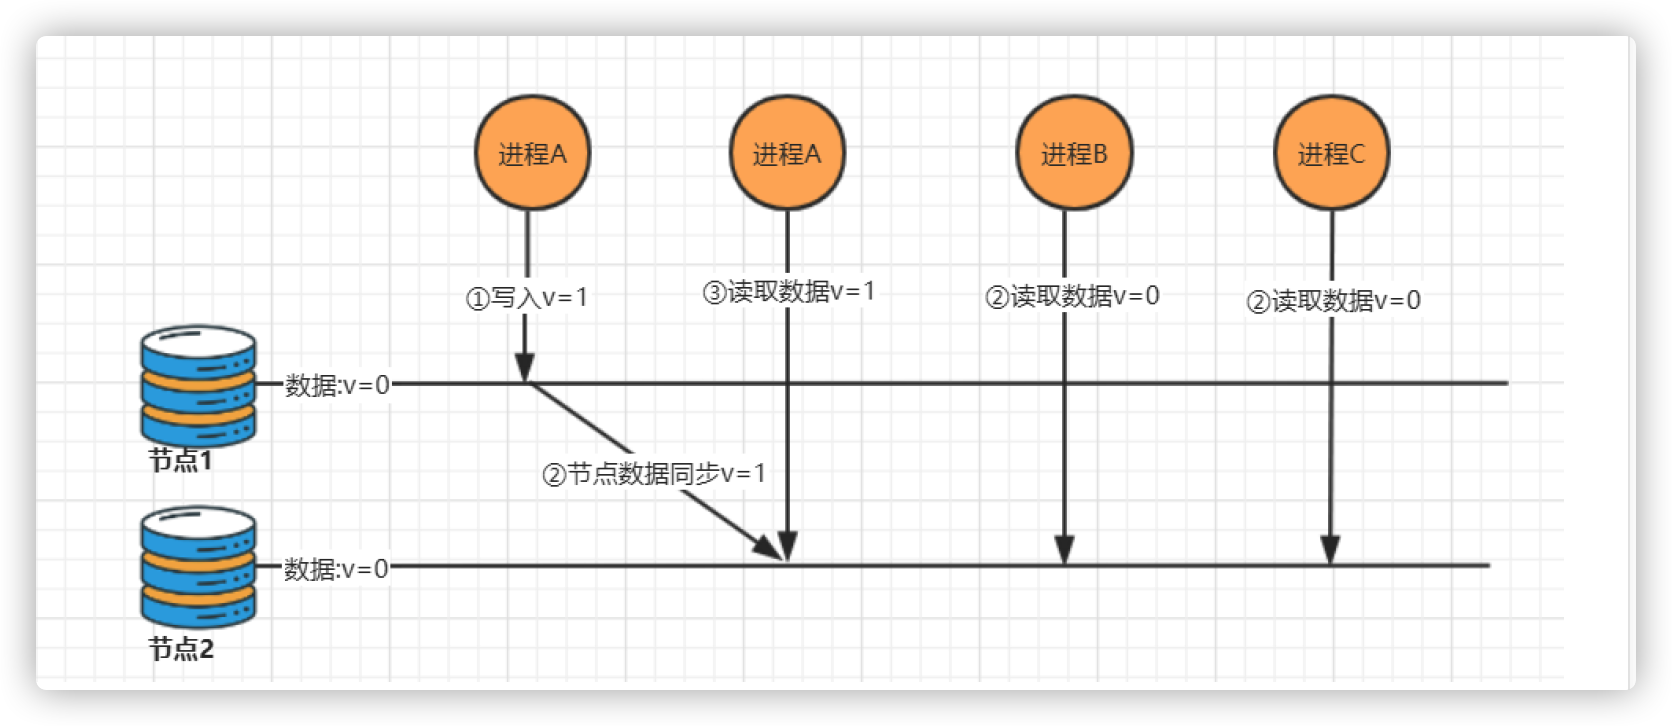 进程A
进程A
进程B
进程C
①写入v=1
③读取数据v=1
②读取数据v=0
②读取数据v=0
数据:v=0
节点1
②节点数据同步v=1
数据:v=0
节点2